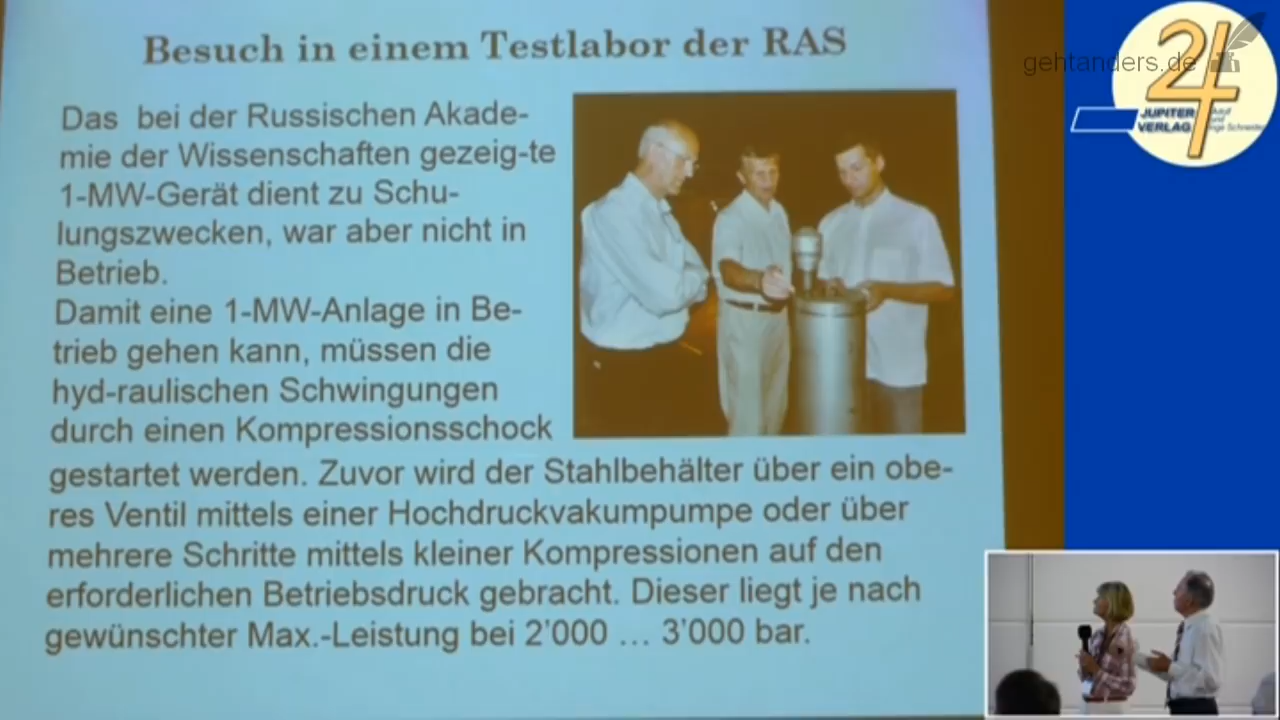 Besuch in einem Testlabor der RAS
Das bei der Russischen Akade-
mie der Wissenschaften gezeig-te
1-MW-Gerät dient zu Schu-
lungszwecken, war aber nicht in
Betrieb.
Damit eine 1-MW-Anlage in Be-
trieb gehen kann, müssen die
hyd-raulischen Schwingungen
durch einen Kompressionsschock
gestartet werden. Zuvor wird der Stahlbehälter über ein obe-
res Ventil mittels einer Hochdruckvakumpumpe oder über
mehrere Schritte mittels kleiner Kompressionen auf den
erforderlichen Betriebsdruck gebracht. Dieser liegt je nach
gewünschter Max.-Leistung bei 2'000 … 3'000 bar.
gehtanders.de
JUPITER
VERLAG
Adolf
und
Inge Schneider